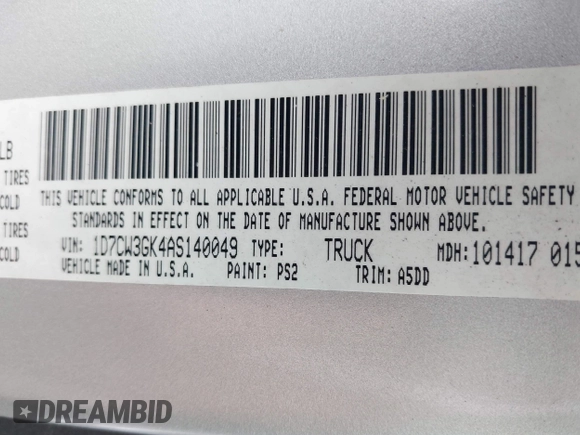 LB
TIRES
COLD
TIRES
COLD
THIS VEHICLE CONFORMS TO ALL APPLICABLE U.S.A. FEDERAL MOTOR VEHICLE SAFETY
STANDARDS IN EFFECT ON THE DATE OF MANUFACTURE SHOWN ABOVE.
VIN: 1D7CW3GK4AS140049 TYPE: TRUCK MDH:101417 015
VEHICLE MADE IN U.S.A. PAINT: PS2 TRIM: A5DD
DREAMBID